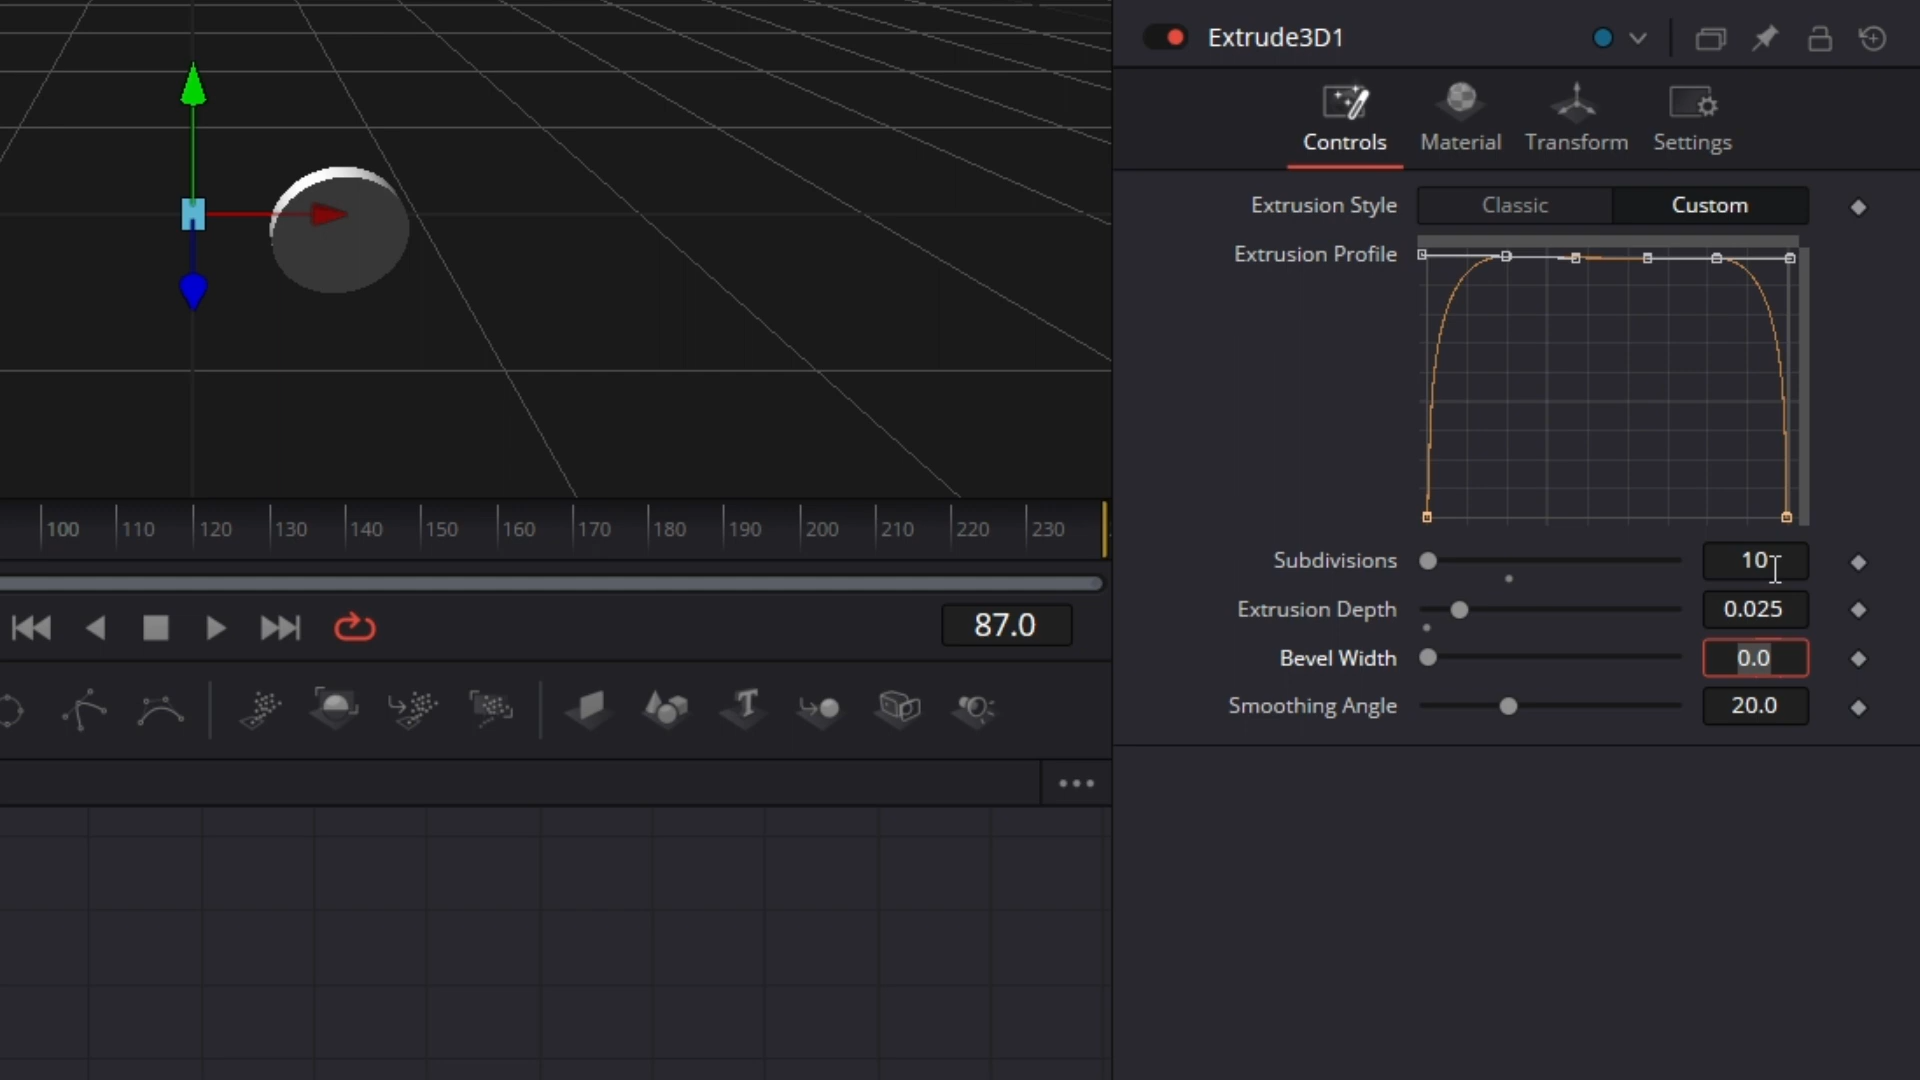 Extrude3D1
Controls Material Transform Settings
Extrusion Style Classic Custom
Extrusion Profile
100 110 120 130 140 150 160 170 180 190 200 210 220 230
Subdivisions 10
Extrusion Depth 0.025
87.0
Bevel Width 0.0
Smoothing Angle 20.0